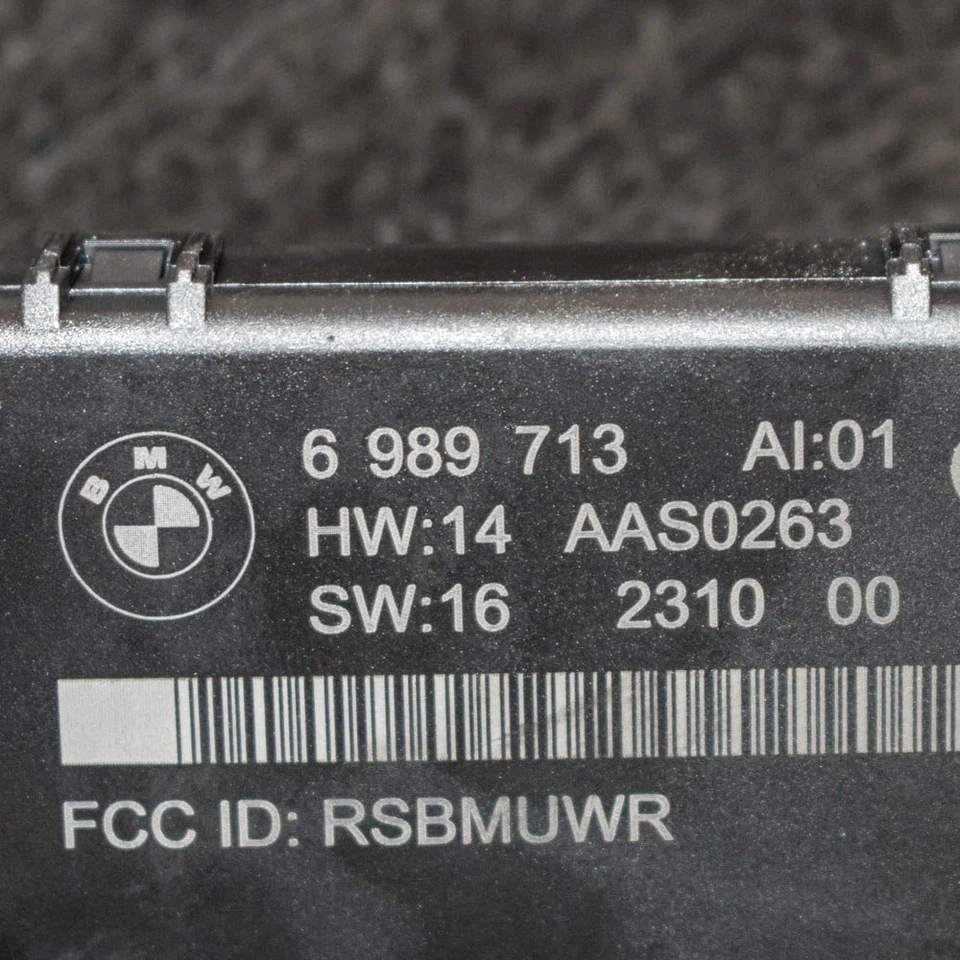 BMW
6 989 713 AI:01
HW:14 AAS0263
SW:16 2310 00
FCC ID: RSBMUWR